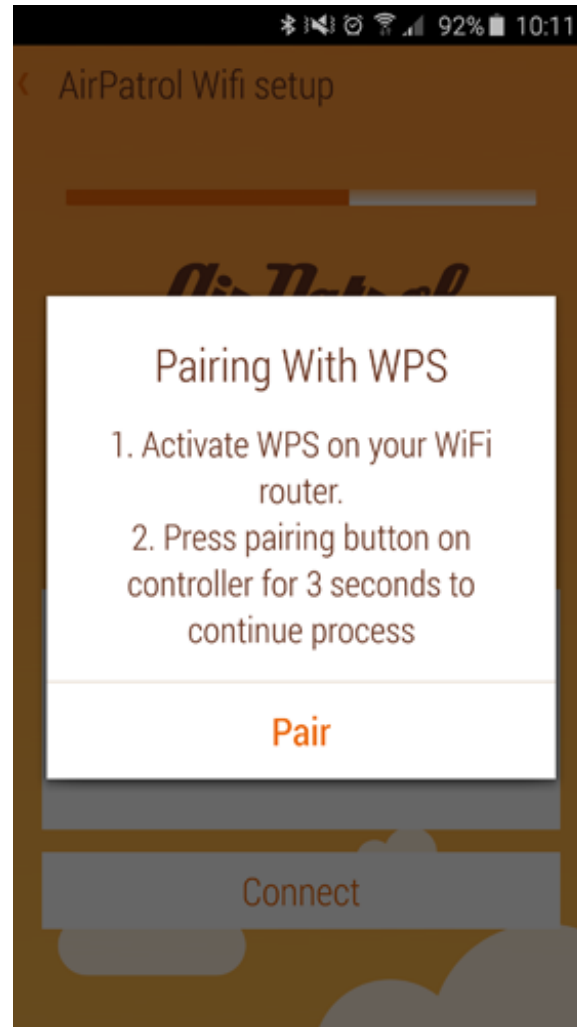 92% 10:11
AirPatrol Wifi setup
AirPatrol
Pairing With WPS
1. Activate WPS on your WiFi
router.
2. Press pairing button on
controller for 3 seconds to
continue process
Pair
Connect